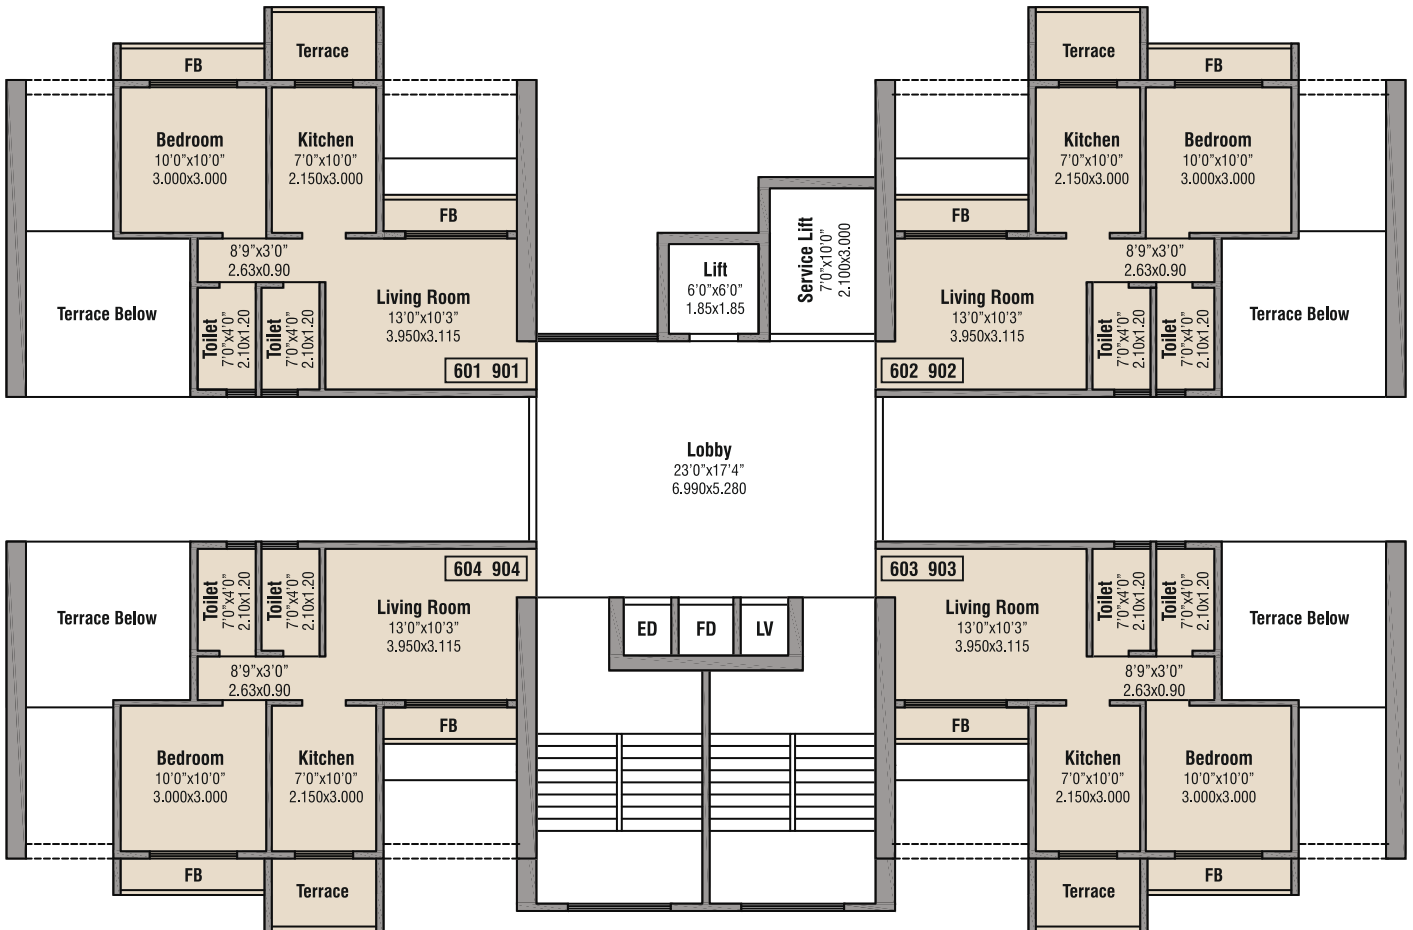 Terrace
FB
Bedroom
10'0"x10'0"
3.000x3.000
Kitchen
7'0"x10'0"
2.150x3.000
FB
8'9"x3'0"
2.63x0.90
Terrace Below
Toilet
7'0"x4'0"
2.10x1.20
Toilet
7'0"x4'0"
2.10x1.20
Living Room
13'0"x10'3"
3.950x3.115
601 901
Lift
6'0"x6'0"
1.85x1.85
Service Lift
7'0"x10'0"
2.100x3.000
Terrace
FB
Kitchen
7'0"x10'0"
2.150x3.000
Bedroom
10'0"x10'0"
3.000x3.000
FB
8'9"x3'0"
2.63x0.90
Living Room
13'0"x10'3"
3.950x3.115
Toilet
7'0"x4'0"
2.10x1.20
Toilet
7'0"x4'0"
2.10x1.20
Terrace Below
602 902
Lobby
23'0"x17'4"
6.990x5.280
604 904
Terrace Below
Toilet
7'0"x4'0"
2.10x1.20
Toilet
7'0"x4'0"
2.10x1.20
Living Room
13'0"x10'3"
3.950x3.115
8'9"x3'0"
2.63x0.90
FB
Bedroom
10'0"x10'0"
3.000x3.000
Kitchen
7'0"x10'0"
2.150x3.000
FB
Terrace
ED
FD
LV
603 903
Living Room
13'0"x10'3"
3.950x3.115
Toilet
7'0"x4'0"
2.10x1.20
Toilet
7'0"x4'0"
2.10x1.20
Terrace Below
8'9"x3'0"
2.63x0.90
FB
Kitchen
7'0"x10'0"
2.150x3.000
Bedroom
10'0"x10'0"
3.000x3.000
FB
Terrace